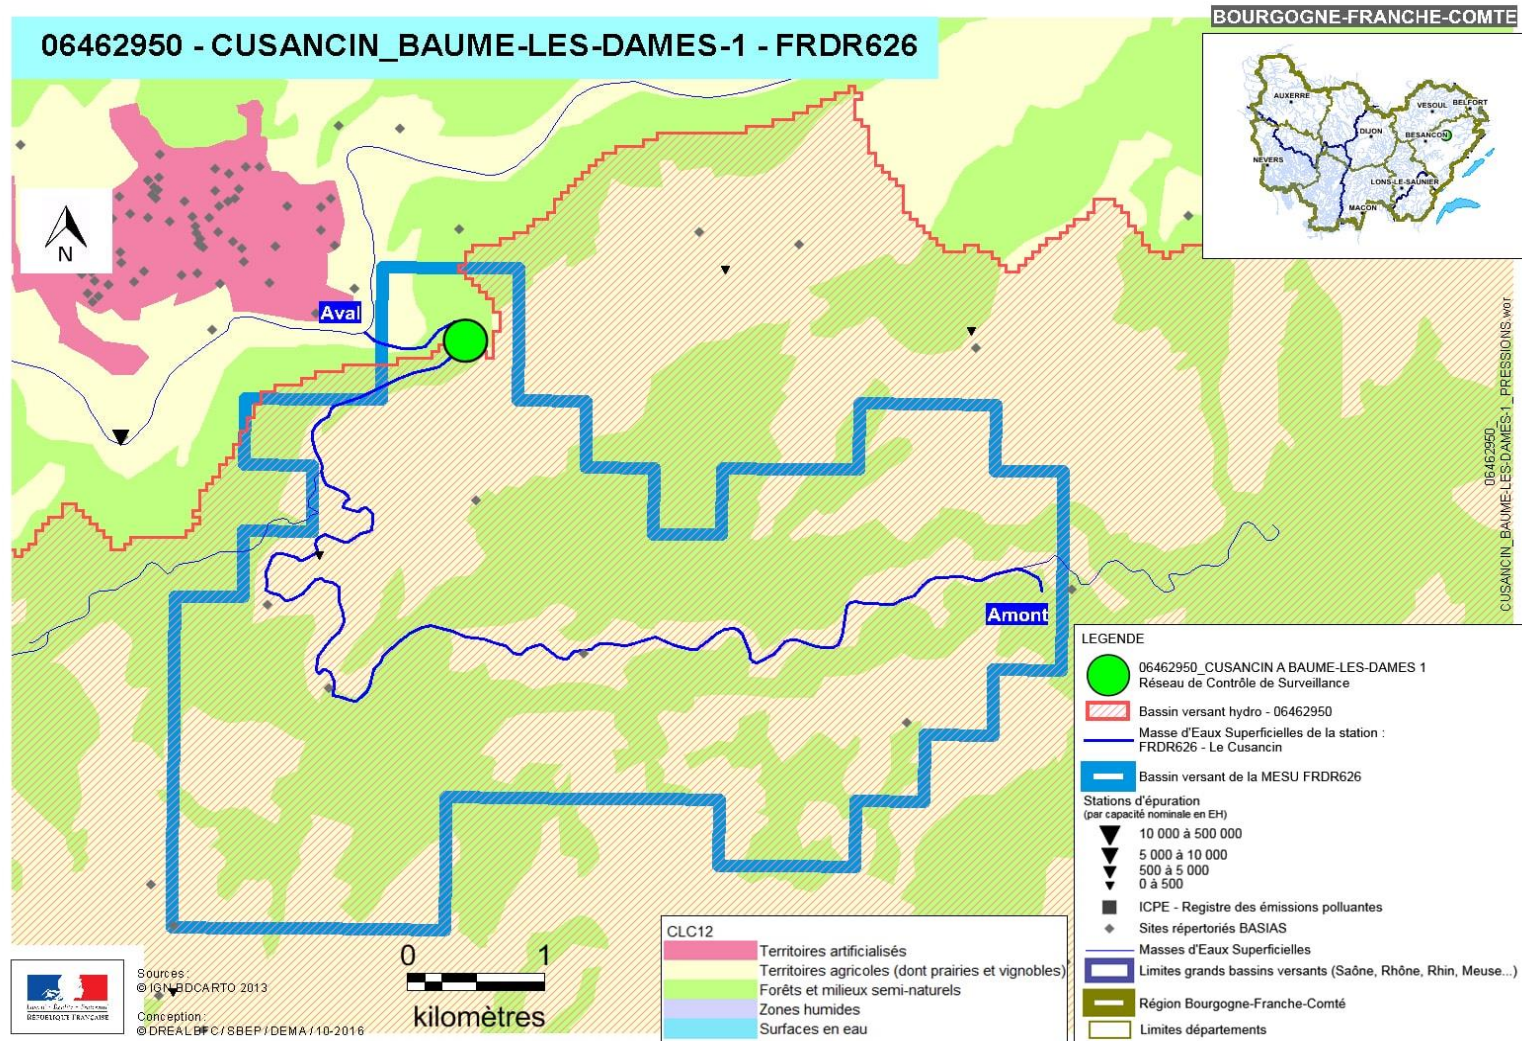 BOURGOGNE-FRANCHE-COMTE
06462950 - CUSANCIN_BAUME-LES-DAMES-1 - FRDR626
AUXERRE
VESOUL
BELFORT
DIJON
BESANCON
NEVERS
LONS-LE-SAUNIER
MACON
N
Aval
Amont
06462950_
CUSANCIN_BAUME-LES-DAMES-1_PRESSIONS.wor
LEGENDE
06462950_CUSANCIN A BAUME-LES-DAMES 1
Réseau de Contrôle de Surveillance
Bassin versant hydro - 06462950
Masse d'Eaux Superficielles de la station :
FRDR626 - Le Cusancin
Bassin versant de la MESU FRDR626
Stations d'épuration
(par capacité nominale en EH)
10 000 à 500 000
5 000 à 10 000
500 à 5 000
0 à 500
ICPE - Registre des émissions polluantes
Sites répertoriés BASIAS
Masses d'Eaux Superficielles
Limites grands bassins versants (Saône, Rhône, Rhin, Meuse...)
Région Bourgogne-Franche-Comté
Limites départements
CLC12
Territoires artificialisés
Territoires agricoles (dont prairies et vignobles)
Forêts et milieux semi-naturels
Zones humides
Surfaces en eau
0 1
kilomètres
Liberté • Égalité • Fraternité
RÉPUBLIQUE FRANÇAISE
Sources :
© IGN BDCARTO 2013
Conception :
© DREAL BFC / SBEP / DEMA / 10-2016